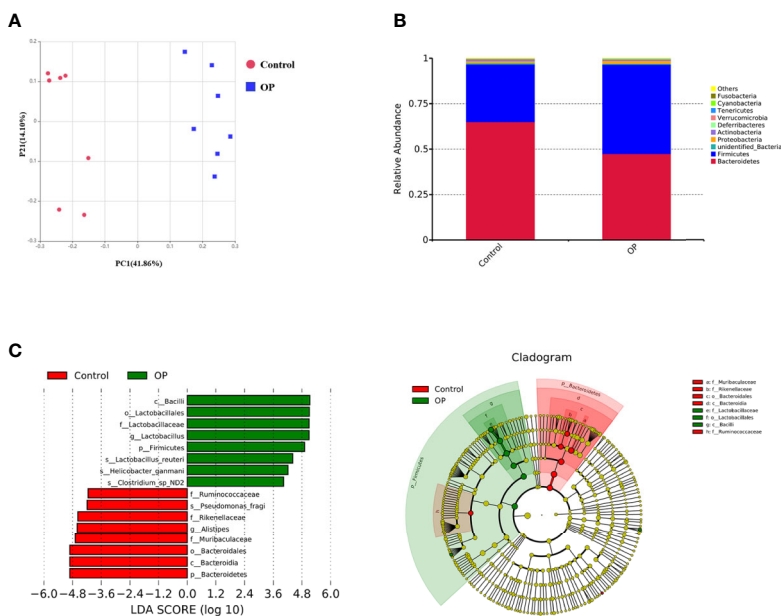 A
0.3
0.2
0.1
0
0.1
0.2
-0.3
P21(14.10%)
-0.3
-0.2
-0.1
0
0.1
0.2
0.3
PC1(41.86%)
Control
OP
B
1
0.75
0.5
0.25
0
Relative Abundance
Control
OP
Others
Fusobacteria
Cyanobacteria
Tenericutes
Verrucomicrobia
Deferribacteres
Actinobacteria
Proteobacteria
unidentified_Bacteria
Firmicutes
Bacteroidetes
C
Control
OP
c__Bacilli
o__Lactobacillales
f__Lactobacillaceae
g__Lactobacillus
p__Firmicutes
s__Lactobacillus_reuteri
s__Helicobacter_ganmani
s__Clostridium_sp_ND2
f__Ruminococcaceae
s__Pseudomonas_fragi
f__Rikenellaceae
g__Alistipes
f__Muribaculaceae
o__Bacteroidales
c__Bacteroidia
p__Bacteroidetes
−6.0
−4.8
−3.6
−2.4
−1.2
0.0
1.2
2.4
3.6
4.8
6.0
LDA SCORE (log 10)
Cladogram
Control
OP
p__Bacteroidetes
d
g
p__Firmicutes
h
a: f__Muribaculaceae
b: f__Rikenellaceae
c: o__Bacteroidales
d: c__Bacteroidia
e: f__Lactobacillaceae
f: o__Lactobacillales
g: c__Bacilli
h: f__Ruminococcaceae